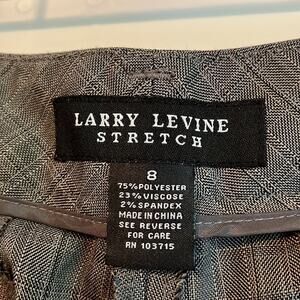 LARRY LEVINE
STRETCH
8
75% POLYESTER
23% VISCOSE
2% SPANDEX
MADE IN CHINA
SEE REVERSE
FOR CARE
RN 103715